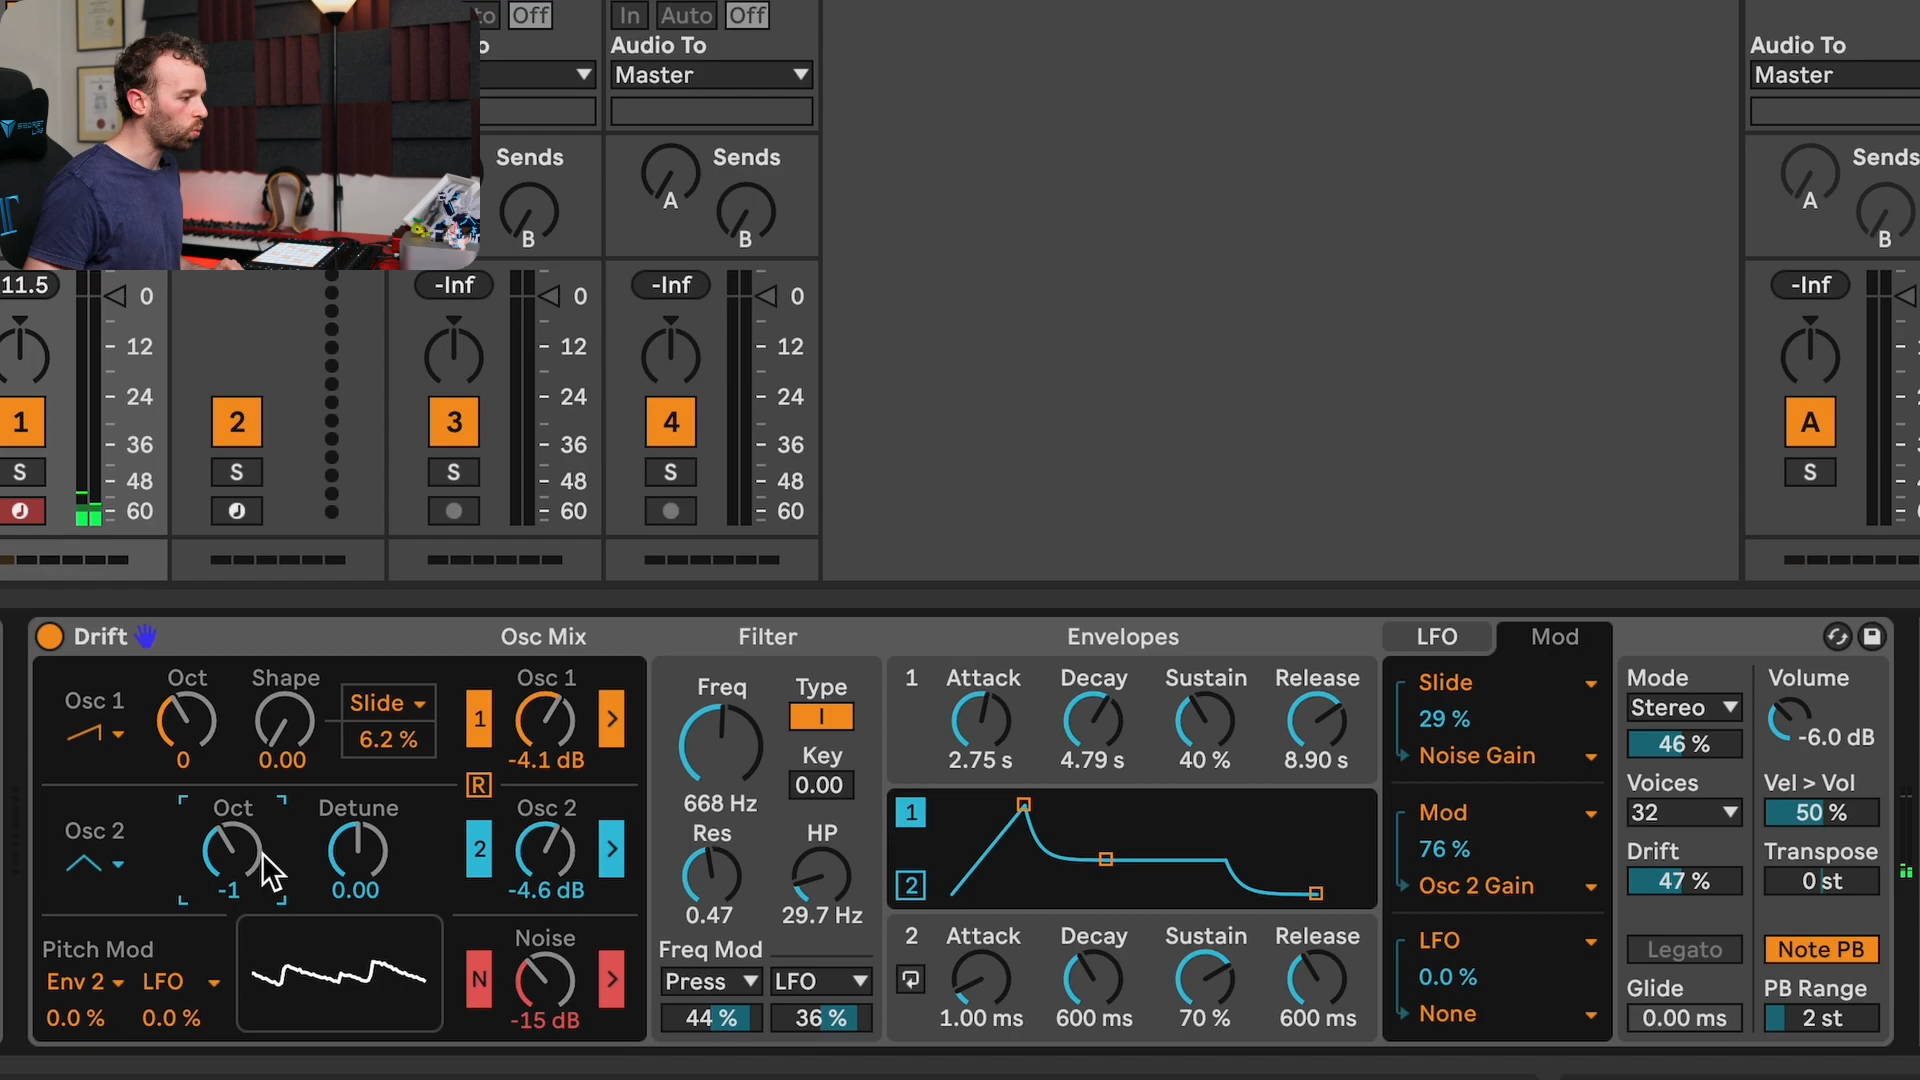 Off
In Auto Off
Audio To
Audio To
Master
Master
Sends
Sends
Sends
A
A
B
B
B
11.5
-Inf
-Inf
-Inf
0
0
0
12
12
12
24
24
24
36
36
36
48
48
48
60
60
60
1
2
3
4
A
S
S
S
S
S
Drift
Osc Mix
Filter
Envelopes
LFO
Mod
Osc 1
Oct
0
Shape
0.00
Slide
6.2 %
1
Osc 1
-4.1 dB
R
Osc 2
Oct
-1
Detune
0.00
2
Osc 2
-4.6 dB
Pitch Mod
Env 2
LFO
0.0 %
0.0 %
N
Noise
-15 dB
Freq
668 Hz
Type
I
Key
0.00
Res
0.47
HP
29.7 Hz
Freq Mod
Press
LFO
44 %
36 %
1
Attack
Decay
Sustain
Release
2.75 s
4.79 s
40 %
8.90 s
1
2
2
Attack
Decay
Sustain
Release
1.00 ms
600 ms
70 %
600 ms
Slide
29 %
Noise Gain
Mod
76 %
Osc 2 Gain
LFO
0.0 %
None
Mode
Stereo
46 %
Voices
32
Drift
47 %
Legato
Glide
0.00 ms
Volume
-6.0 dB
Vel > Vol
50 %
Transpose
0 st
Note PB
PB Range
2 st